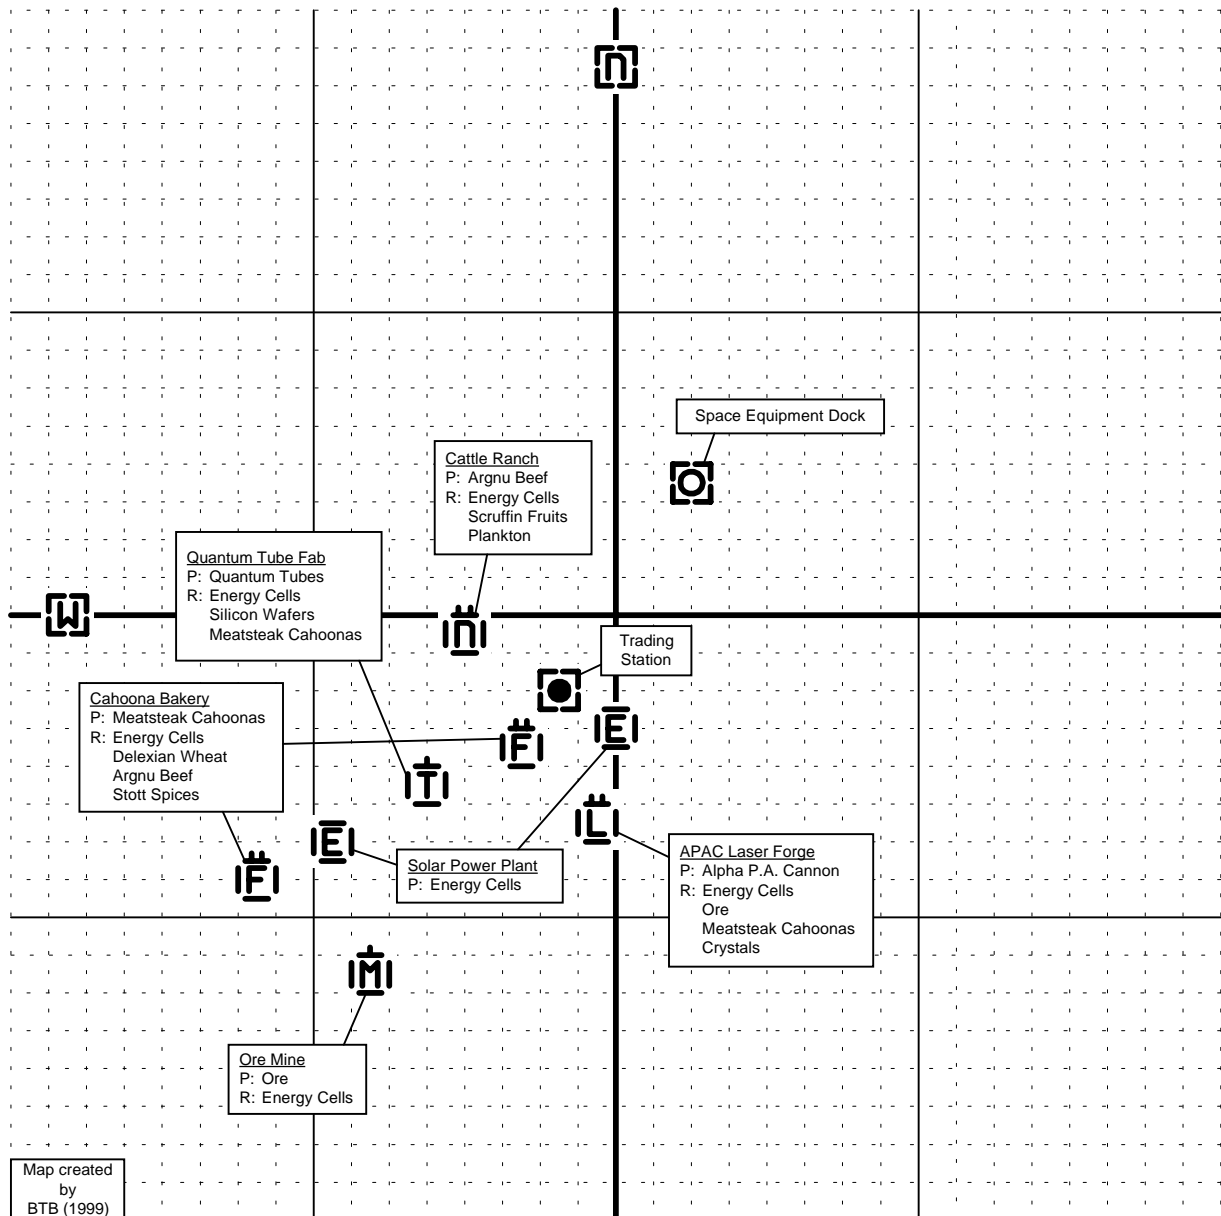 n
Space Equipment Dock
O
Cattle Ranch
P: Argnu Beef
R: Energy Cells
Scruffin Fruits
Plankton
Quantum Tube Fab
P: Quantum Tubes
R: Energy Cells
Silicon Wafers
Meatsteak Cahoonas
W
n
Trading
Station
Cahoona Bakery
P: Meatsteak Cahoonas
R: Energy Cells
Delexian Wheat
Argnu Beef
Stott Spices
E
F
T
L
E
F
Solar Power Plant
P: Energy Cells
APAC Laser Forge
P: Alpha P.A. Cannon
R: Energy Cells
Ore
Meatsteak Cahoonas
Crystals
M
Ore Mine
P: Ore
R: Energy Cells
Map created
by
BTB (1999)